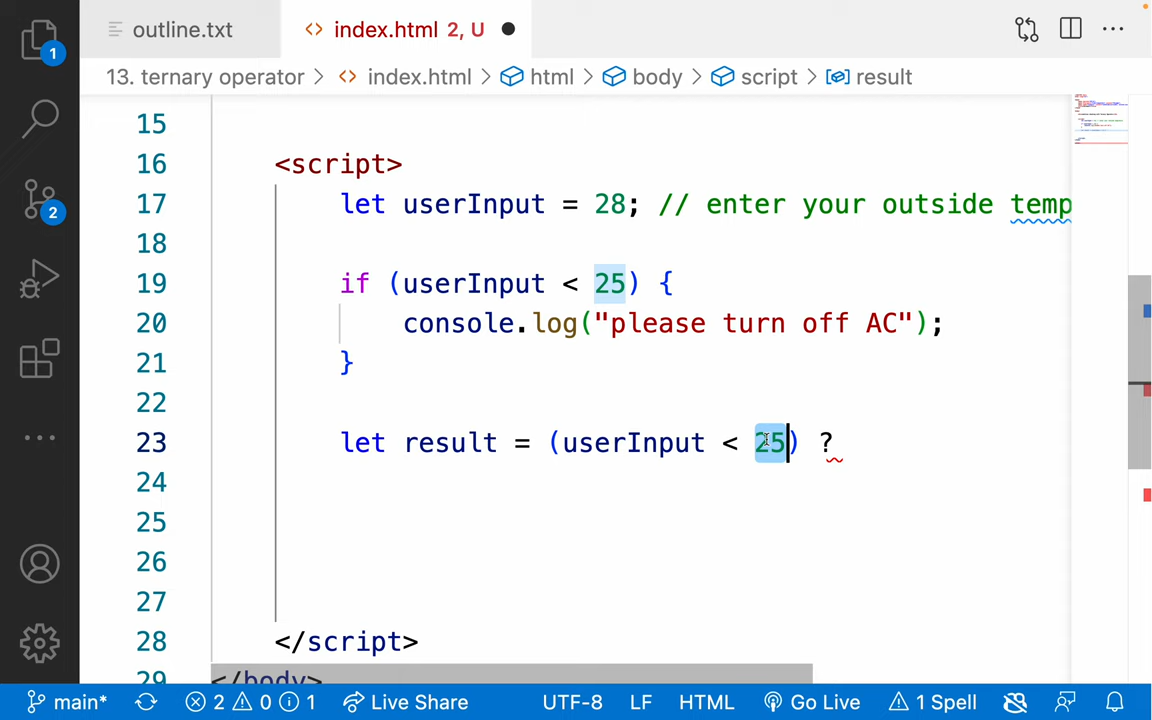 outline.txt
index.html 2, U
13. ternary operator > index.html > html > body > script > result
15
16 <script>
17 let userInput = 28; // enter your outside temp
18
19 if (userInput < 25) {
20 console.log("please turn off AC");
21 }
22
23 let result = (userInput < 25) ?
24
25
26
27
28 </script>
29 </body>
1
2
main* 2 0 1 Live Share UTF-8 LF HTML Go Live 1 Spell